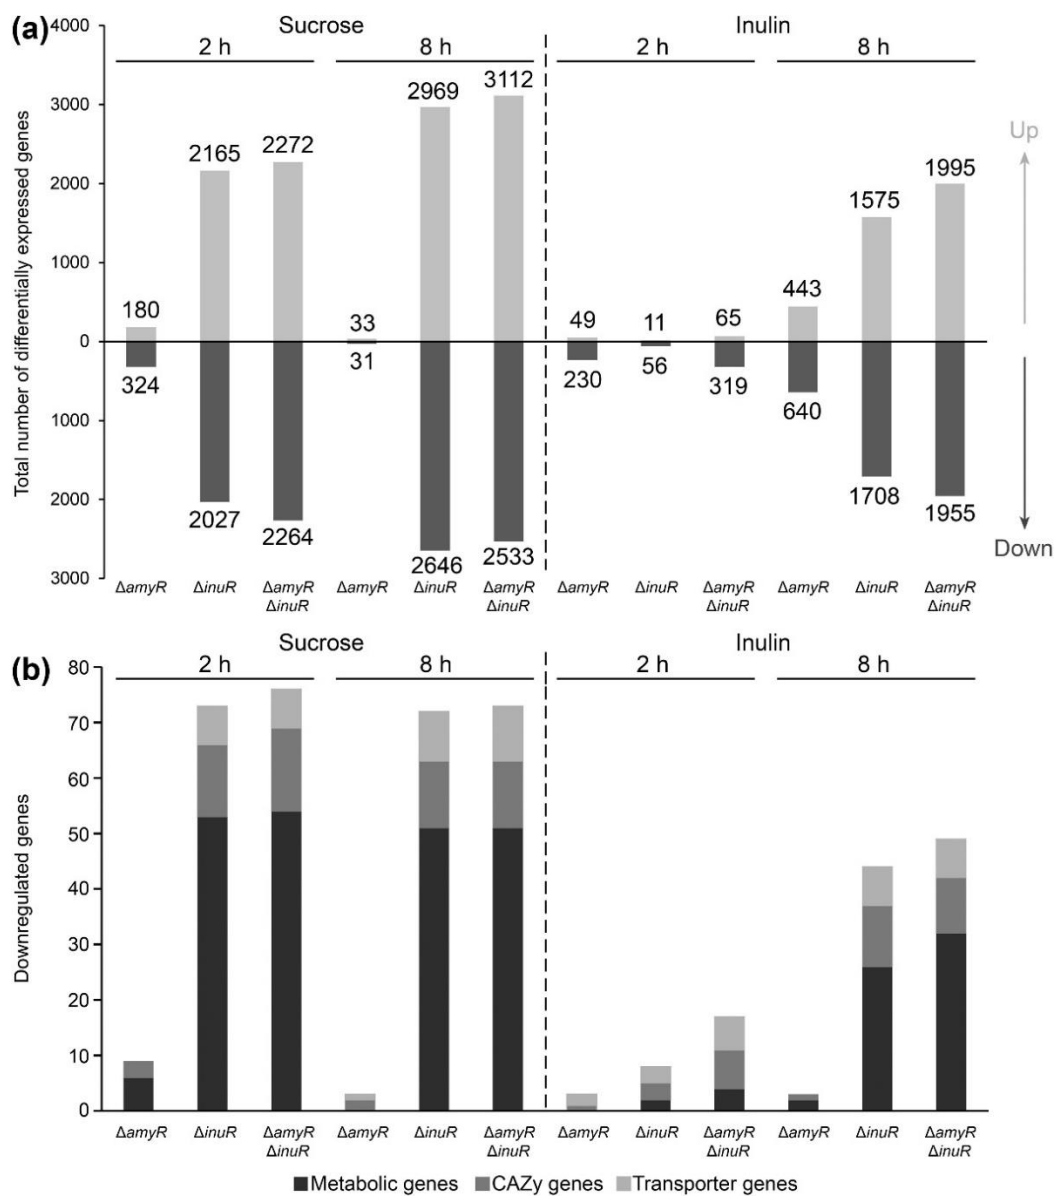 (a)
Sucrose Inulin
2 h 8 h 2 h 8 h
Total number of differentially expressed genes
4000
3000
2000
1000
0
1000
2000
3000
180 2165 2272 33 2969 3112 49 11 65 443 1575 1995
324 2027 2264 31 2646 2533 230 56 319 640 1708 1955
Up
Down
ΔamyR ΔinuR ΔamyR ΔamyR ΔinuR ΔamyR ΔamyR ΔinuR ΔamyR ΔamyR ΔinuR ΔamyR
ΔinuR ΔinuR ΔinuR ΔinuR
(b)
Sucrose Inulin
2 h 8 h 2 h 8 h
Downregulated genes
80
70
60
50
40
30
20
10
0
ΔamyR ΔinuR ΔamyR ΔamyR ΔinuR ΔamyR ΔamyR ΔinuR ΔamyR ΔamyR ΔinuR ΔamyR
ΔinuR ΔinuR ΔinuR ΔinuR
Metabolic genes CAZy genes Transporter genes